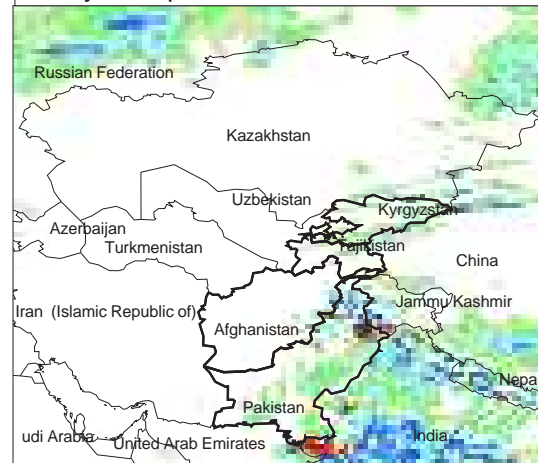 Russian Federation
Kazakhstan
Uzbekistan
Kyrgyzstan
Azerbaijan
Turkmenistan
Tajikistan
China
Iran (Islamic Republic of)
Jammu Kashmir
Afghanistan
Nepa
Pakistan
udi Arabia
United Arab Emirates
India